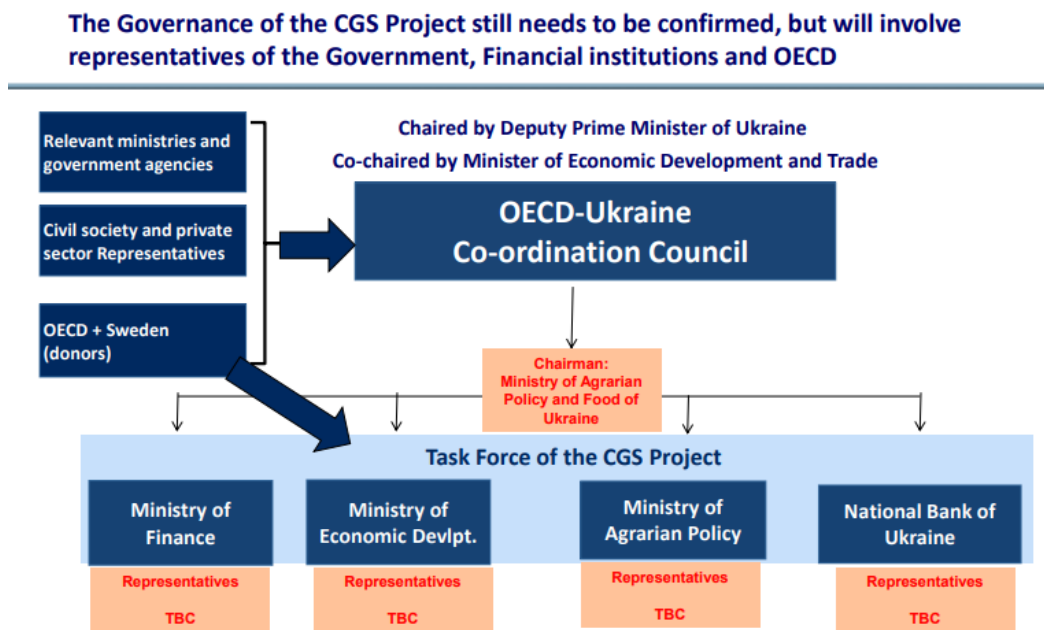 The Governance of the CGS Project still needs to be confirmed, but will involve
representatives of the Government, Financial institutions and OECD
Relevant ministries and
government agencies
Civil society and private
sector Representatives
OECD + Sweden
(donors)
Chaired by Deputy Prime Minister of Ukraine
Co-chaired by Minister of Economic Development and Trade
OECD-Ukraine
Co-ordination Council
Chairman:
Ministry of Agrarian
Policy and Food of
Ukraine
Task Force of the CGS Project
Ministry of
Finance
Representatives
TBC
Ministry of
Economic Devlpt.
Representatives
TBC
Ministry of
Agrarian Policy
Representatives
TBC
National Bank of
Ukraine
Representatives
TBC